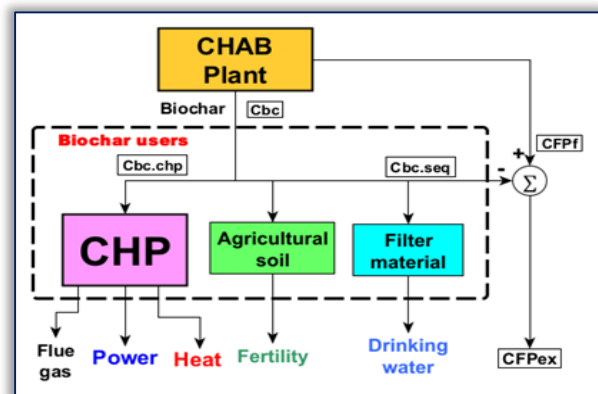 CHAB
Plant
Biochar
Cbc
Biochar users
CFPf
Cbc.chp
Cbc.seq
+
-
Σ
CHP
Agricultural
soil
Filter
material
Flue
gas
Power
Heat
Fertility
Drinking
water
CFPex